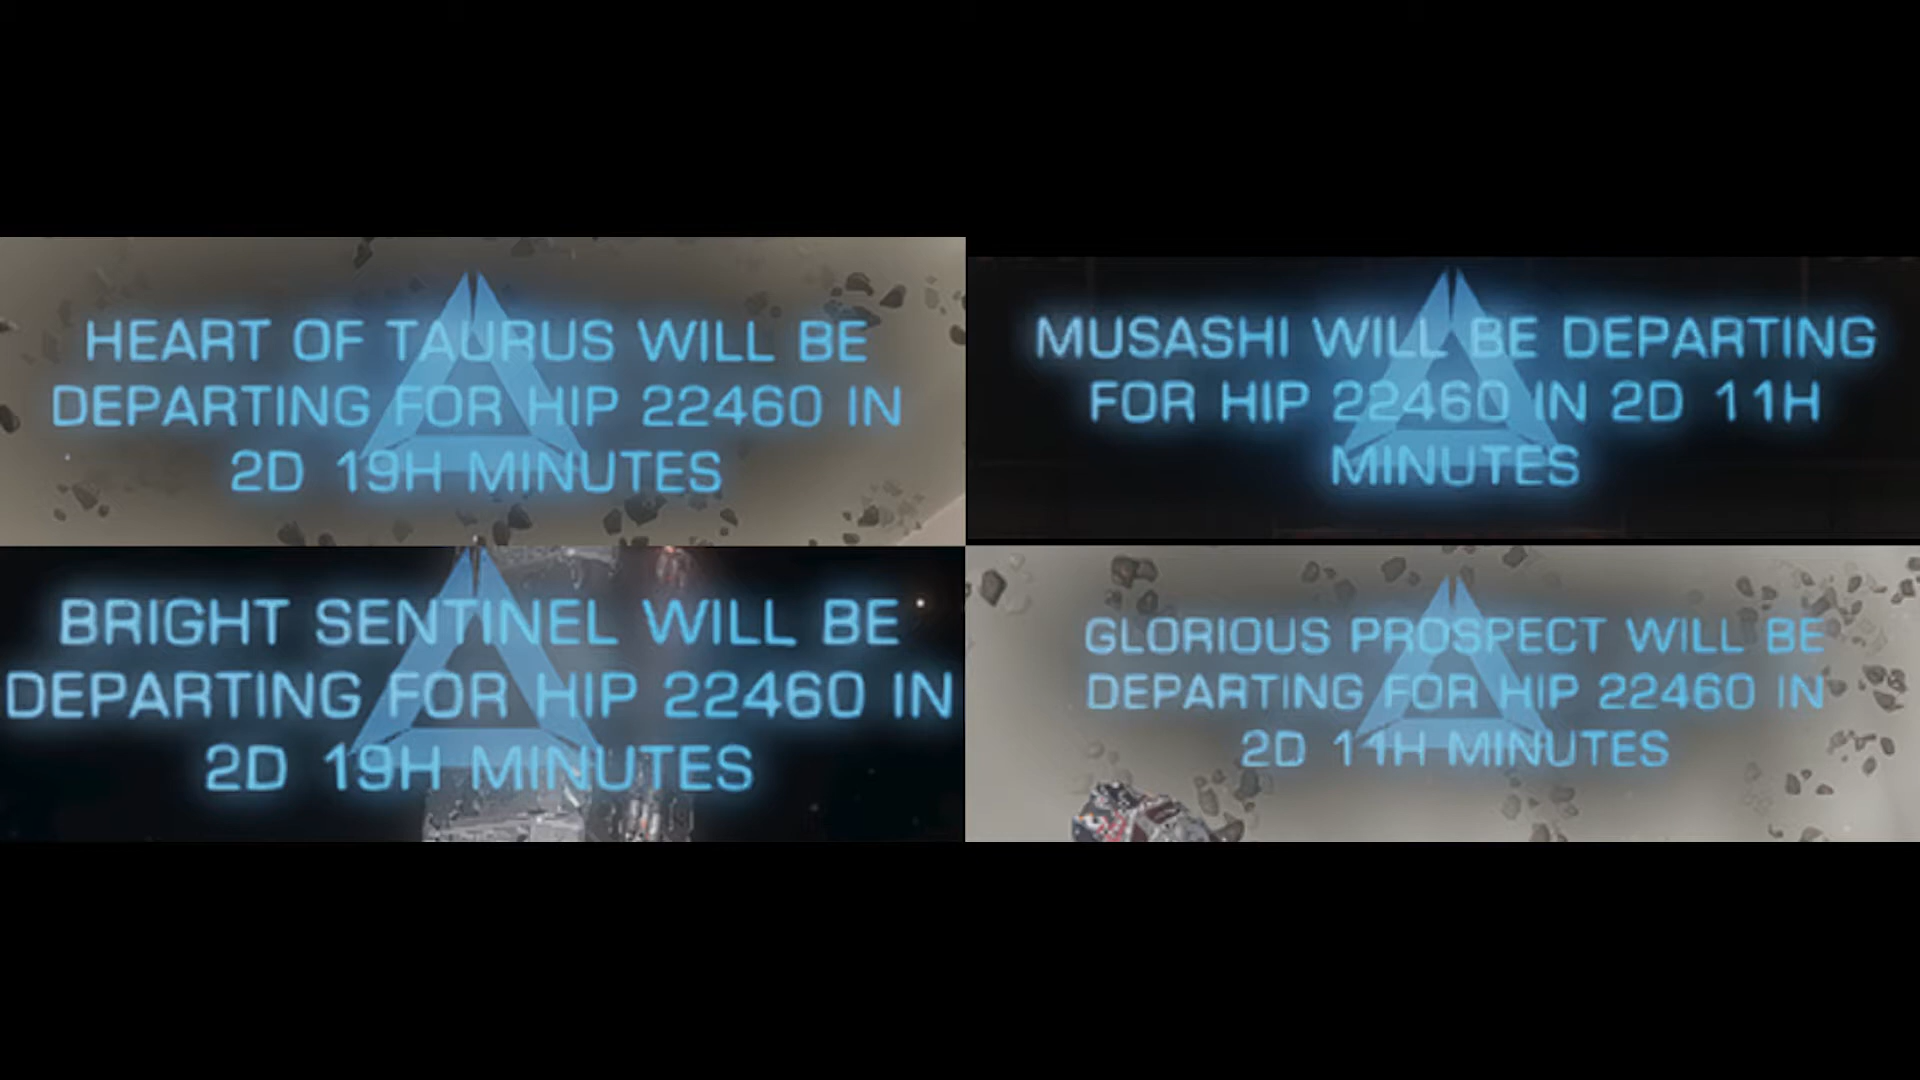 HEART OF TAURUS WILL BE
DEPARTING FOR HIP 22460 IN
2D 19H MINUTES
MUSASHI WILL BE DEPARTING
FOR HIP 22460 IN 2D 11H
MINUTES
BRIGHT SENTINEL WILL BE
DEPARTING FOR HIP 22460 IN
2D 19H MINUTES
GLORIOUS PROSPECT WILL BE
DEPARTING FOR HIP 22460 IN
2D 11H MINUTES